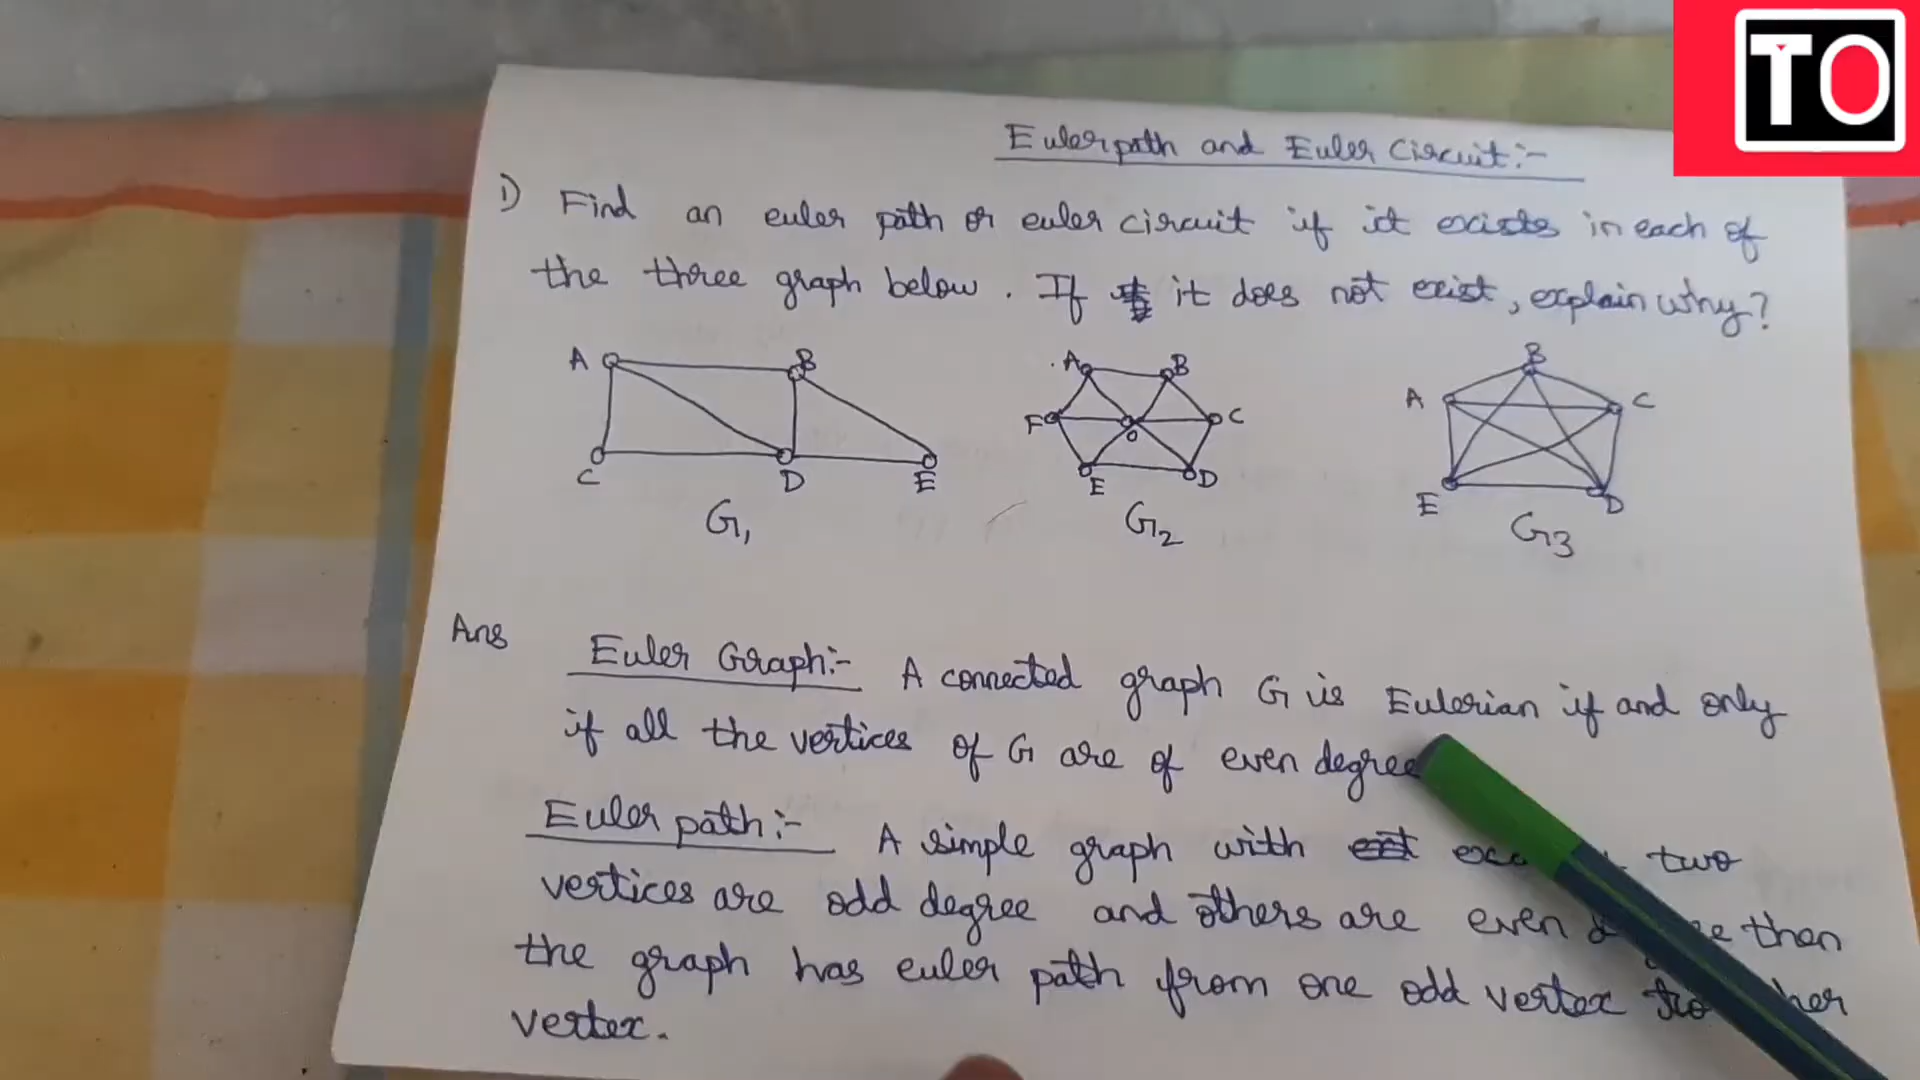 TO
Euler path and Euler Circuit:-
1) Find an euler path or euler circuit if it exists in each of
the three graph below. If it does not exist, explain why?
A B C D E
G1
A B C D E F O
G2
A B C D E
G3
Ans
Euler Graph:- A connected graph G is Eulerian if and only
if all the vertices of G are of even degree
Euler path:- A simple graph with two
vertices are odd degree and others are even then
the graph has euler path from one odd vertex to
vertex.